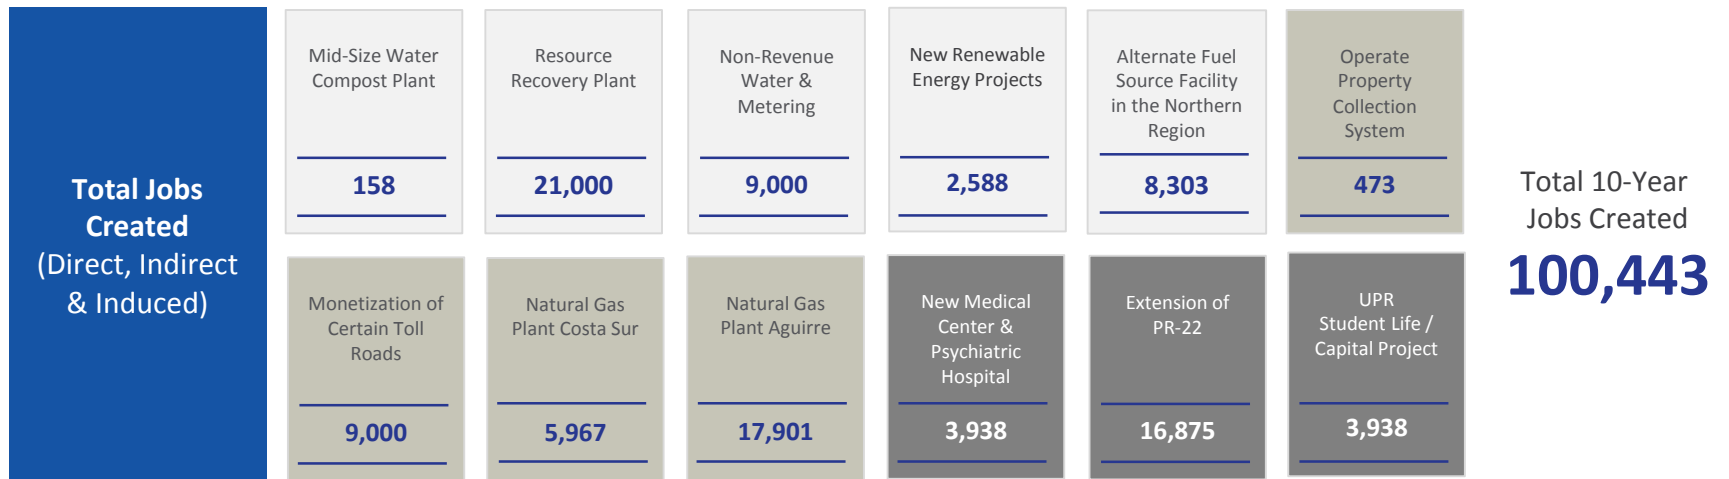 Total Jobs
Created
(Direct, Indirect
& Induced)
Mid-Size Water
Compost Plant
158
Resource
Recovery Plant
21,000
Non-Revenue
Water &
Metering
9,000
New Renewable
Energy Projects
2,588
Alternate Fuel
Source Facility
in the Northern
Region
8,303
Operate
Property
Collection
System
473
Monetization of
Certain Toll
Roads
9,000
Natural Gas
Plant Costa Sur
5,967
Natural Gas
Plant Aguirre
17,901
New Medical
Center &
Psychiatric
Hospital
3,938
Extension of
PR-22
16,875
UPR
Student Life /
Capital Project
3,938
Total 10-Year
Jobs Created
100,443